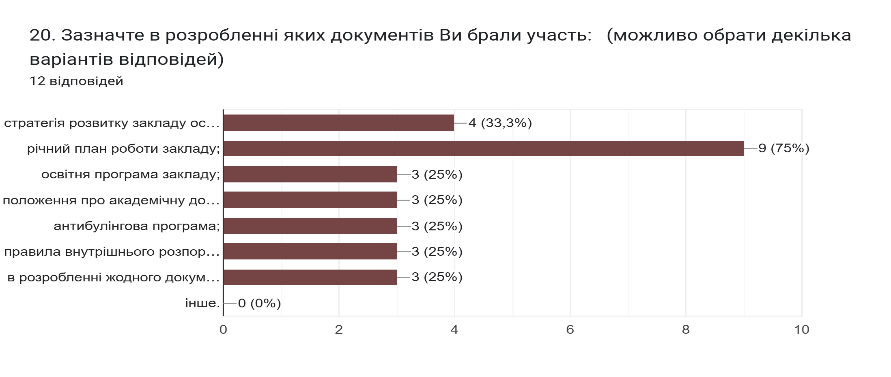 20. Зазначте в розробленні яких документів Ви брали участь: (можливо обрати декілька
варіантів відповідей)
12 відповідей
стратегія розвитку закладу ос… 4 (33,3%)
річний план роботи закладу; 9 (75%)
освітня програма закладу; 3 (25%)
положення про академічну до… 3 (25%)
антибулінгова програма; 3 (25%)
правила внутрішнього розпор… 3 (25%)
в розробленні жодного докум… 3 (25%)
інше. 0 (0%)
0 2 4 6 8 10